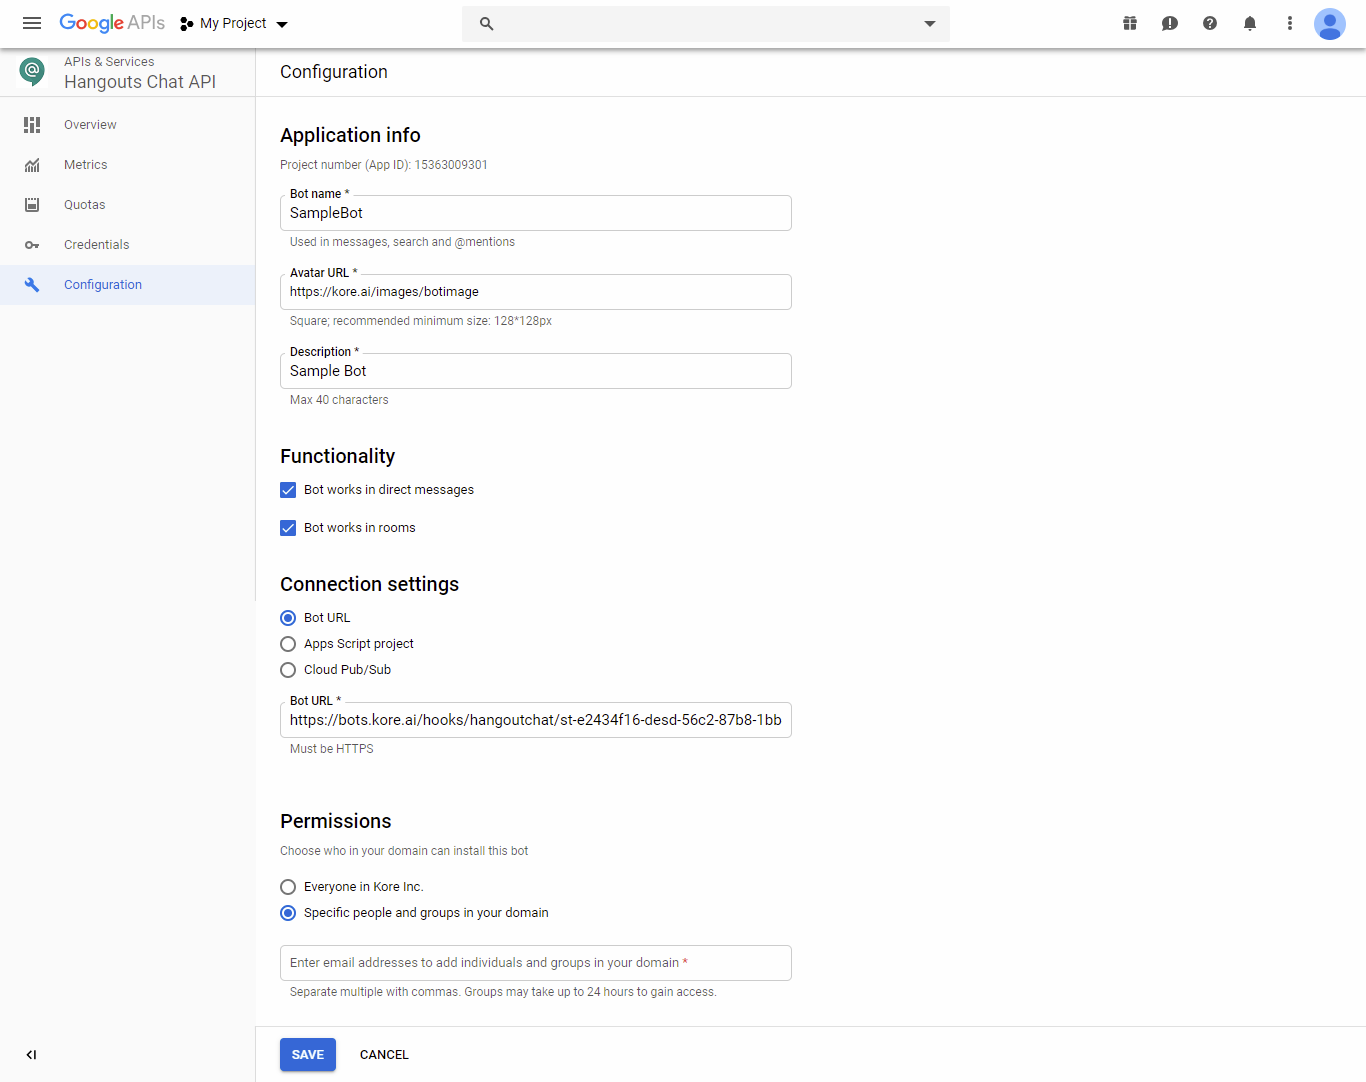 Google APIs My Project
APIs & Services
Hangouts Chat API
Configuration
Overview
Metrics
Quotas
Credentials
Configuration
Application info
Project number (App ID): 15363009301
Bot name *
SampleBot
Used in messages, search and @mentions
Avatar URL *
https://kore.ai/images/botimage
Square; recommended minimum size: 128*128px
Description *
Sample Bot
Max 40 characters
Functionality
Bot works in direct messages
Bot works in rooms
Connection settings
Bot URL
Apps Script project
Cloud Pub/Sub
Bot URL *
https://bots.kore.ai/hooks/hangoutchat/st-e2434f16-desd-56c2-87b8-1bb
Must be HTTPS
Permissions
Choose who in your domain can install this bot
Everyone in Kore Inc.
Specific people and groups in your domain
Enter email addresses to add individuals and groups in your domain *
Separate multiple with commas. Groups may take up to 24 hours to gain access.
SAVE CANCEL